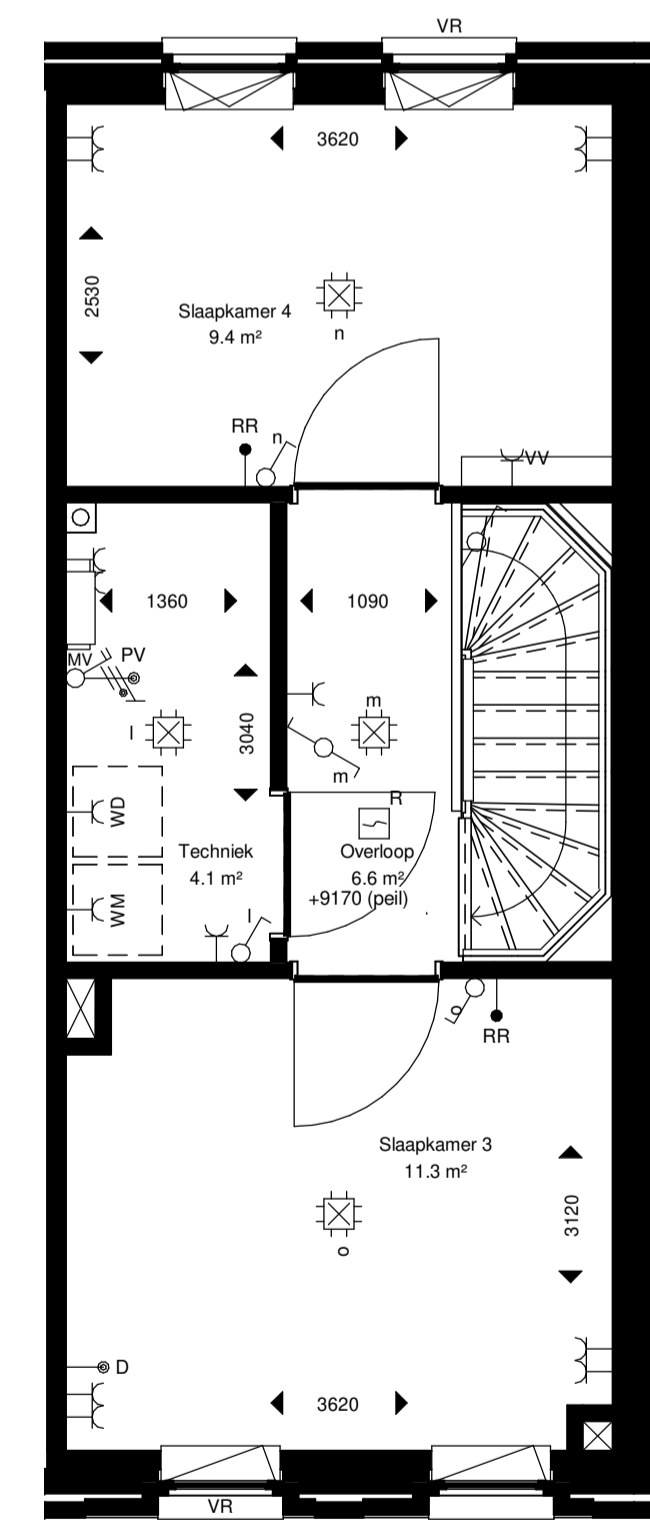 VR
3620
2530
Slaapkamer 4
9.4 m²
n
RR
n
VV
1360
1090
MV
PV
l
3040
m
m
R
WD
Techniek
4.1 m²
Overloop
6.6 m²
+9170 (peil)
WM
l
o
RR
Slaapkamer 3
11.3 m²
3120
o
D
3620
VR